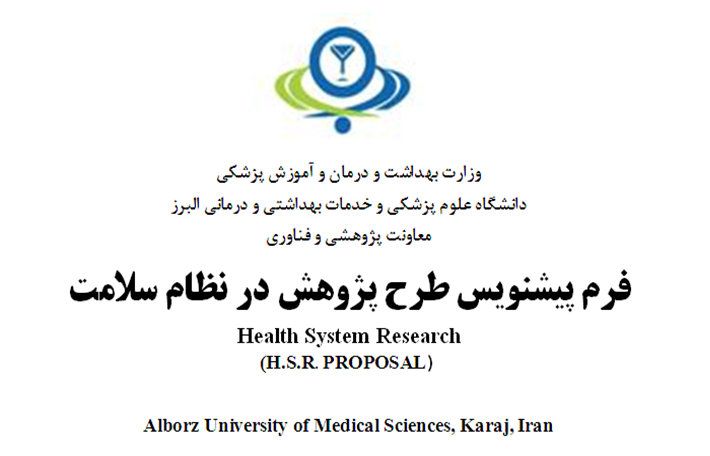 وزارت بهداشت و درمان و آموزش پزشکی
دانشگاه علوم پزشکی و خدمات بهداشتی و درمانی البرز
معاونت پژوهشی و فناوری
فرم پیشنویس طرح پژوهش در نظام سلامت
Health System Research
(H.S.R. PROPOSAL)
Alborz University of Medical Sciences, Karaj, Iran